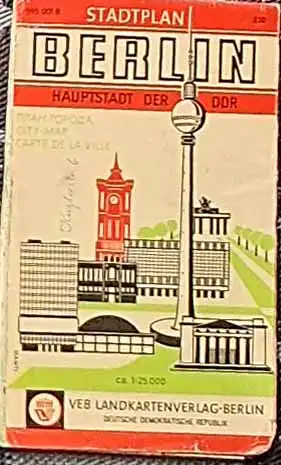 STADTPLAN
BERLIN
HAUPTSTADT DER DDR
ПЛАН ГОРОДА
CITY-MAP
CARTE DE LA VILLE
ca. 1:25 000
VEB LANDKARTENVERLAG·BERLIN
DEUTSCHE DEMOKRATISCHE REPUBLIK